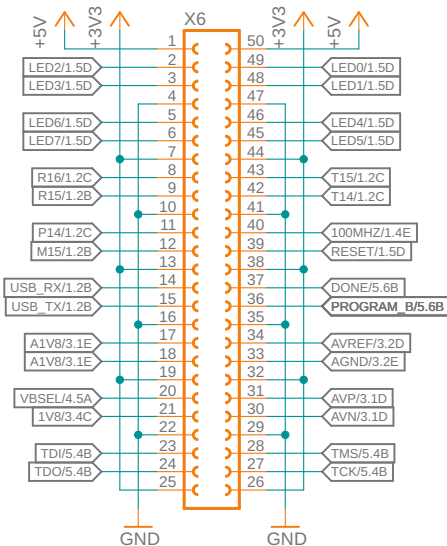 +5V +3V3 X6 +3V3 +5V
1 50
LED2/1.5D 2 49 LED0/1.5D
LED3/1.5D 3 48 LED1/1.5D
4 47
LED6/1.5D 5 46 LED4/1.5D
LED7/1.5D 6 45 LED5/1.5D
7 44
R16/1.2C 8 43 T15/1.2C
R15/1.2B 9 42 T14/1.2C
10 41
P14/1.2C 11 40 100MHZ/1.4E
M15/1.2B 12 39 RESET/1.5D
13 38
USB_RX/1.2B 14 37 DONE/5.6B
USB_TX/1.2B 15 36 PROGRAM_B/5.6B
16 35
A1V8/3.1E 17 34 AVREF/3.2D
A1V8/3.1E 18 33 AGND/3.2E
19 32
VBSEL/4.5A 20 31 AVP/3.1D
1V8/3.4C 21 30 AVN/3.1D
22 29
TDI/5.4B 23 28 TMS/5.4B
TDO/5.4B 24 27 TCK/5.4B
25 26
GND GND